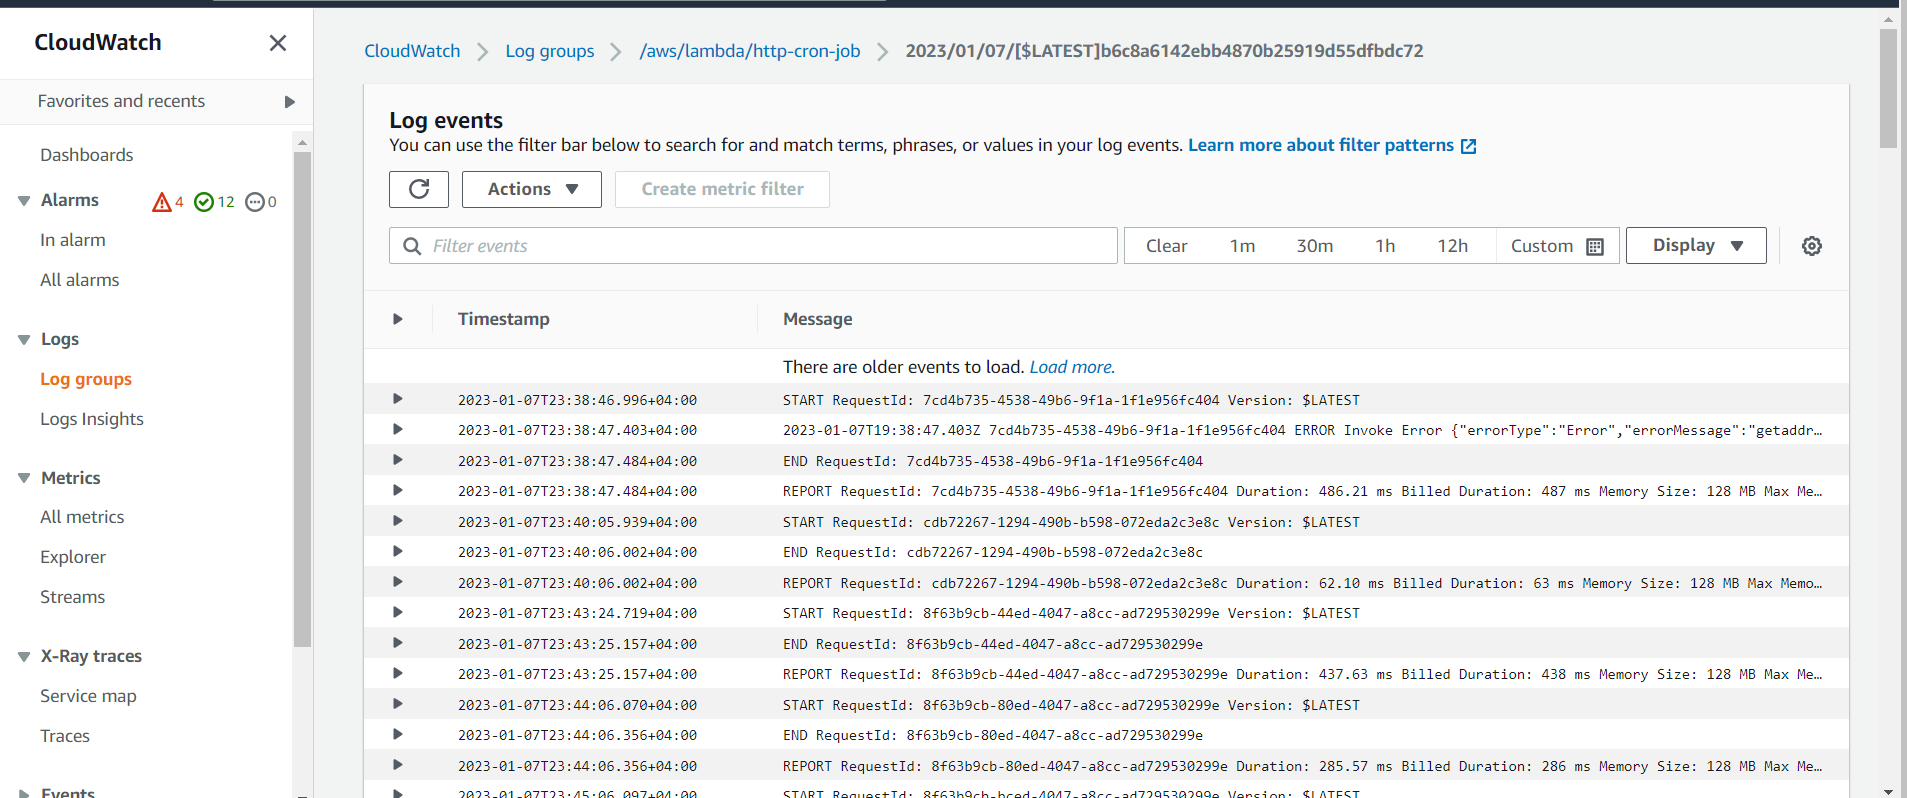 CloudWatch
Favorites and recents
Dashboards
Alarms 4 12 0
In alarm
All alarms
Logs
Log groups
Logs Insights
Metrics
All metrics
Explorer
Streams
X-Ray traces
Service map
Traces
Events
CloudWatch Log groups /aws/lambda/http-cron-job 2023/01/07/[$LATEST]b6c8a6142ebb4870b25919d55dfbdc72
Log events
You can use the filter bar below to search for and match terms, phrases, or values in your log events. Learn more about filter patterns
Actions Create metric filter
Filter events Clear 1m 30m 1h 12h Custom Display
Timestamp Message
There are older events to load. Load more.
2023-01-07T23:38:46.996+04:00 START RequestId: 7cd4b735-4538-49b6-9f1a-1f1e956fc404 Version: $LATEST
2023-01-07T23:38:47.403+04:00 2023-01-07T19:38:47.403Z 7cd4b735-4538-49b6-9f1a-1f1e956fc404 ERROR Invoke Error {"errorType":"Error","errorMessage":"getaddr…
2023-01-07T23:38:47.484+04:00 END RequestId: 7cd4b735-4538-49b6-9f1a-1f1e956fc404
2023-01-07T23:38:47.484+04:00 REPORT RequestId: 7cd4b735-4538-49b6-9f1a-1f1e956fc404 Duration: 486.21 ms Billed Duration: 487 ms Memory Size: 128 MB Max Me…
2023-01-07T23:40:05.939+04:00 START RequestId: cdb72267-1294-490b-b598-072eda2c3e8c Version: $LATEST
2023-01-07T23:40:06.002+04:00 END RequestId: cdb72267-1294-490b-b598-072eda2c3e8c
2023-01-07T23:40:06.002+04:00 REPORT RequestId: cdb72267-1294-490b-b598-072eda2c3e8c Duration: 62.10 ms Billed Duration: 63 ms Memory Size: 128 MB Max Memo…
2023-01-07T23:43:24.719+04:00 START RequestId: 8f63b9cb-44ed-4047-a8cc-ad729530299e Version: $LATEST
2023-01-07T23:43:25.157+04:00 END RequestId: 8f63b9cb-44ed-4047-a8cc-ad729530299e
2023-01-07T23:43:25.157+04:00 REPORT RequestId: 8f63b9cb-44ed-4047-a8cc-ad729530299e Duration: 437.63 ms Billed Duration: 438 ms Memory Size: 128 MB Max Me…
2023-01-07T23:44:06.070+04:00 START RequestId: 8f63b9cb-80ed-4047-a8cc-ad729530299e Version: $LATEST
2023-01-07T23:44:06.356+04:00 END RequestId: 8f63b9cb-80ed-4047-a8cc-ad729530299e
2023-01-07T23:44:06.356+04:00 REPORT RequestId: 8f63b9cb-80ed-4047-a8cc-ad729530299e Duration: 285.57 ms Billed Duration: 286 ms Memory Size: 128 MB Max Me…
2023-01-07T23:45:06.097+04:00 START RequestId: 8f63b9cb-bced-4047-a8cc-ad729530299e Version: $LATEST